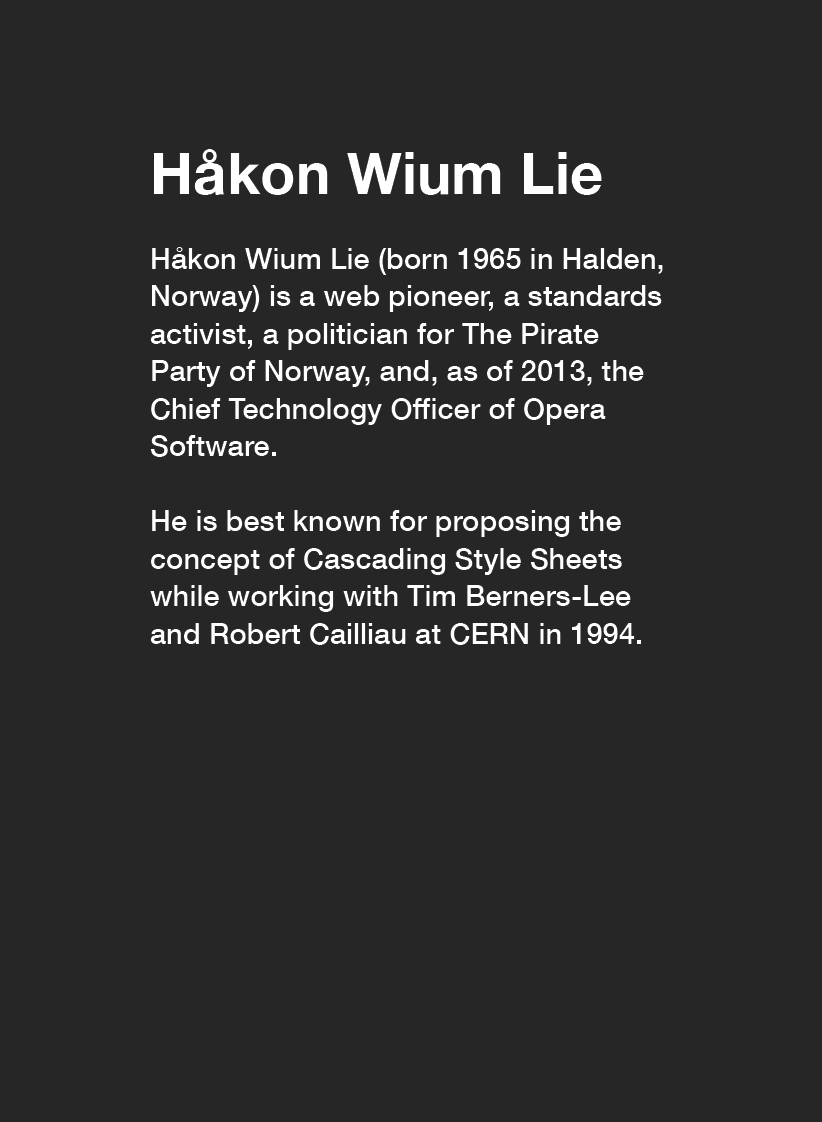 Håkon Wium Lie
Håkon Wium Lie (born 1965 in Halden,
Norway) is a web pioneer, a standards
activist, a politician for The Pirate
Party of Norway, and, as of 2013, the
Chief Technology Officer of Opera
Software.
He is best known for proposing the
concept of Cascading Style Sheets
while working with Tim Berners-Lee
and Robert Cailliau at CERN in 1994.